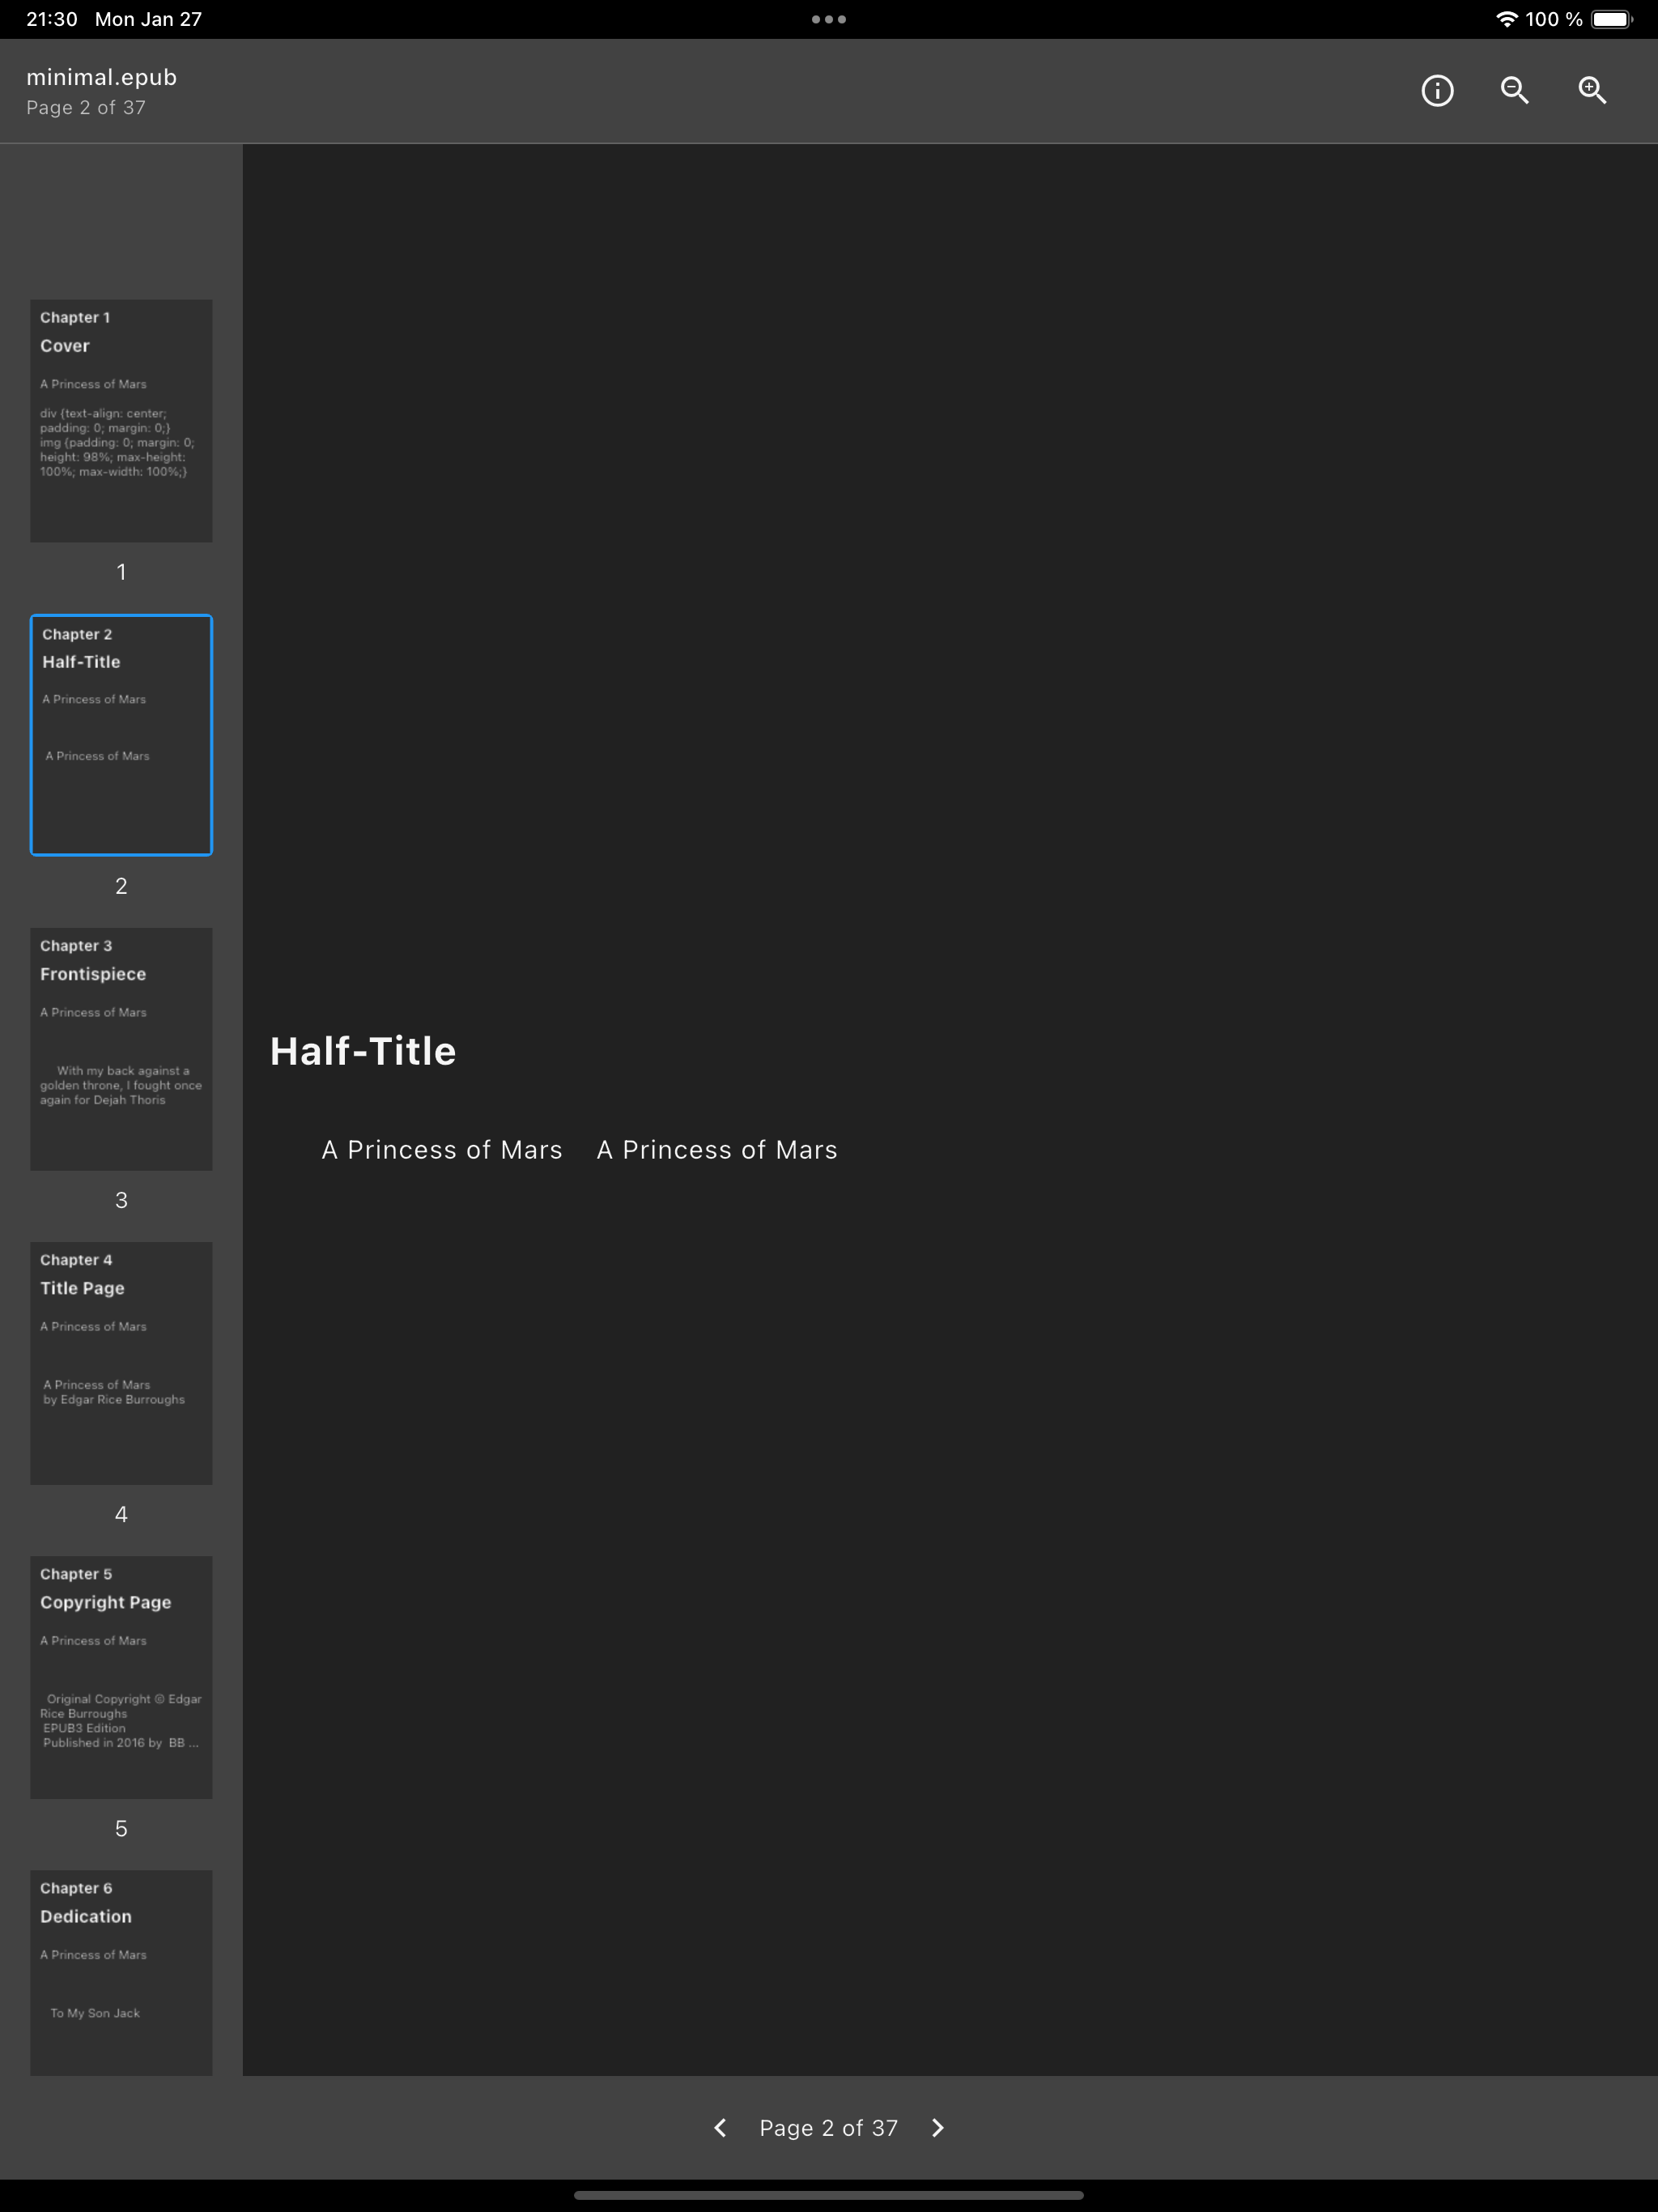 21:30 Mon Jan 27
100 %
minimal.epub
Page 2 of 37
Chapter 1
Cover
A Princess of Mars
div {text-align: center;
padding: 0; margin: 0;}
img {padding: 0; margin: 0;
height: 98%; max-height:
100%; max-width: 100%;}
1
Chapter 2
Half-Title
A Princess of Mars
A Princess of Mars
2
Chapter 3
Frontispiece
A Princess of Mars
With my back against a
golden throne, I fought once
again for Dejah Thoris
3
Chapter 4
Title Page
A Princess of Mars
A Princess of Mars
by Edgar Rice Burroughs
4
Chapter 5
Copyright Page
A Princess of Mars
Original Copyright © Edgar
Rice Burroughs
EPUB3 Edition
Published in 2016 by BB ...
5
Chapter 6
Dedication
A Princess of Mars
To My Son Jack
Half-Title
A Princess of Mars A Princess of Mars
Page 2 of 37